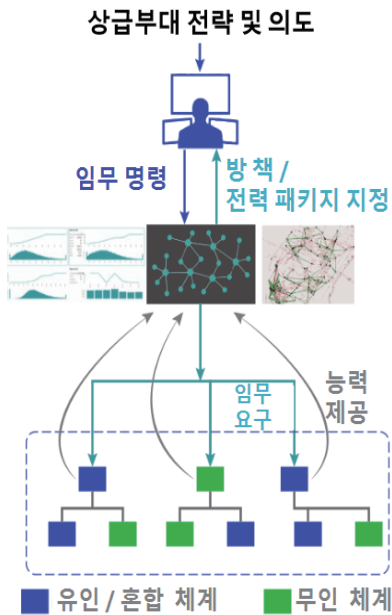 상급부대 전략 및 의도
임무 명령
방 책 /
전력 패키지 지정
임무
요구
능력
제공
유인 / 혼합 체계
무인 체계